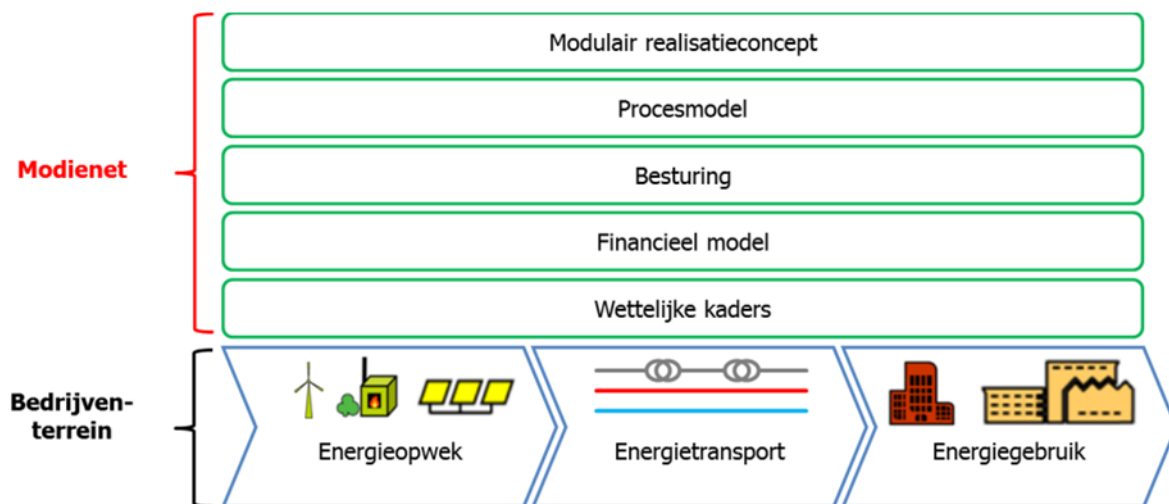 Modulair realisatieconcept
Procesmodel
Modienet
Besturing
Financieel model
Wettelijke kaders
Bedrijven-
terrein
Energieopwek
Energietransport
Energiegebruik